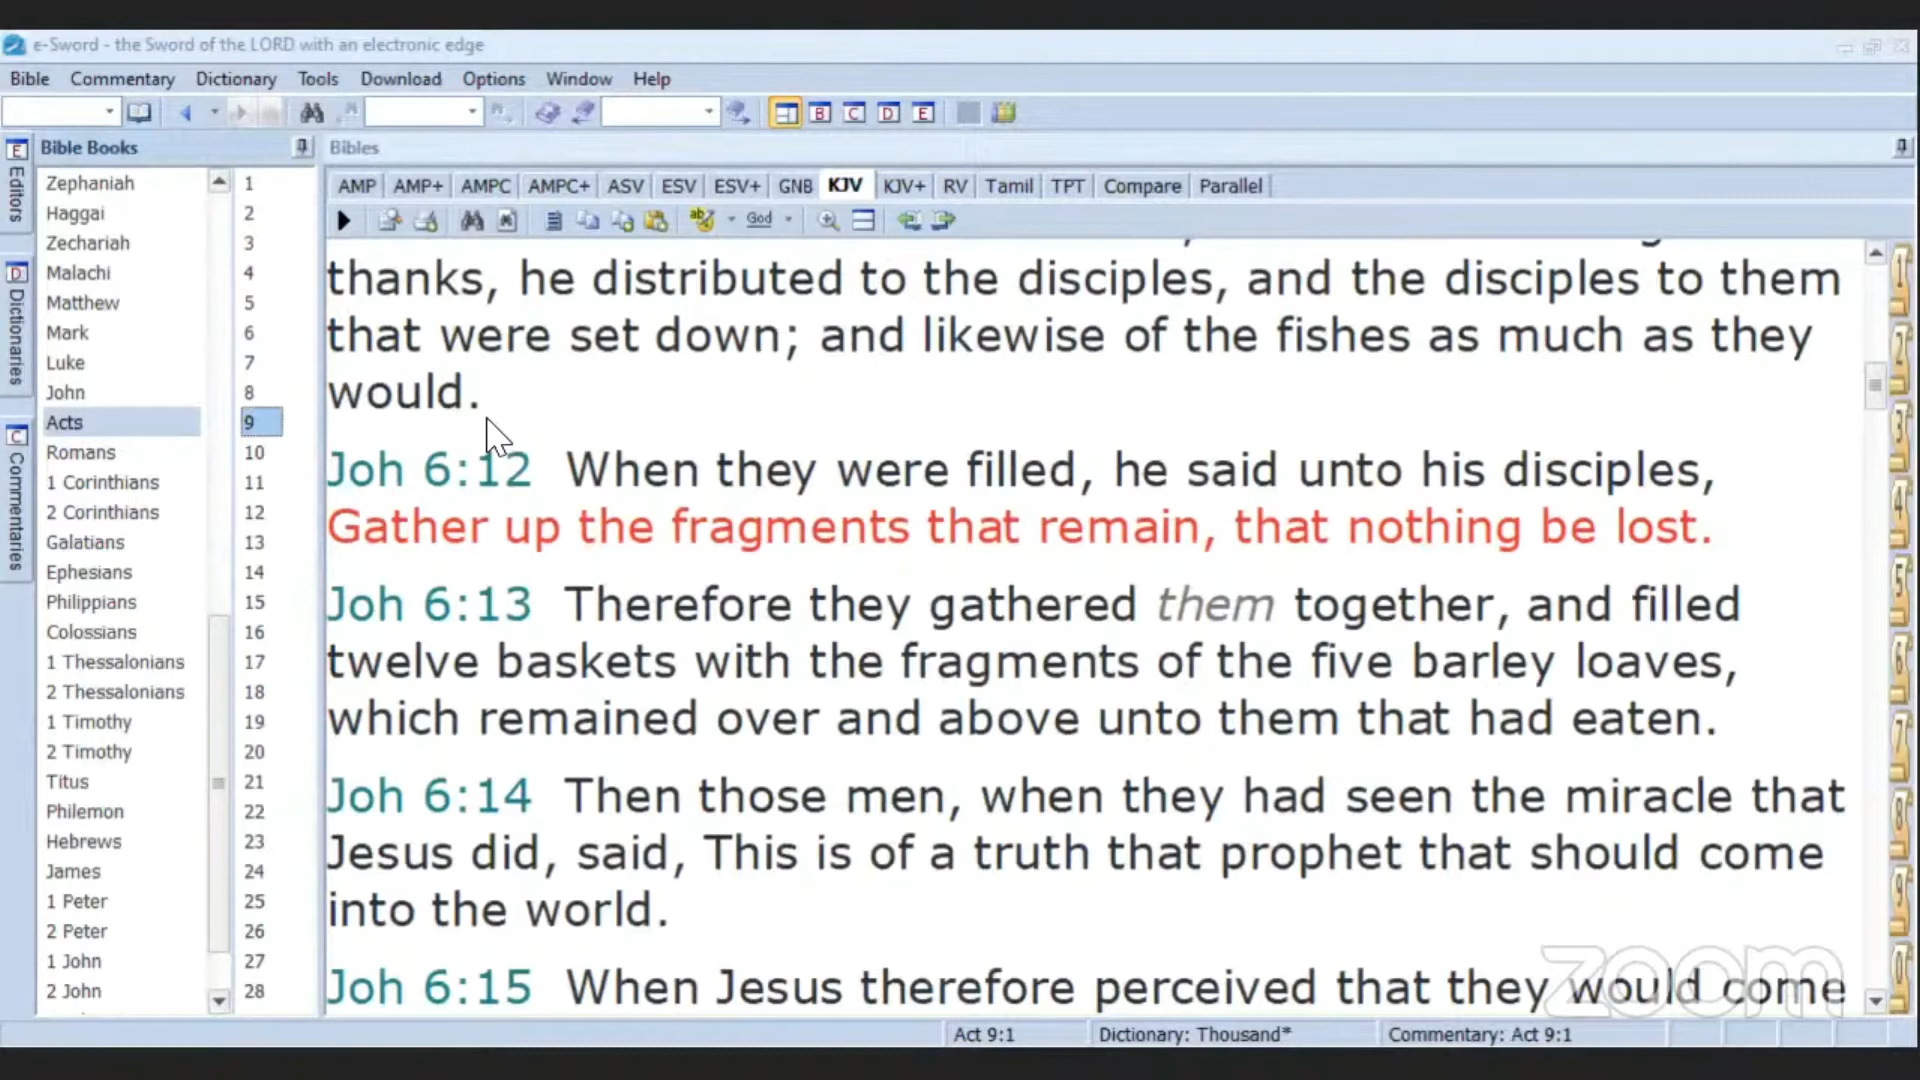 e-Sword - the Sword of the LORD with an electronic edge
Bible Commentary Dictionary Tools Download Options Window Help
B C D E
Bible Books
Bibles
E Editors
D Dictionaries
C Commentaries
Zephaniah
Haggai
Zechariah
Malachi
Matthew
Mark
Luke
John
Acts
Romans
1 Corinthians
2 Corinthians
Galatians
Ephesians
Philippians
Colossians
1 Thessalonians
2 Thessalonians
1 Timothy
2 Timothy
Titus
Philemon
Hebrews
James
1 Peter
2 Peter
1 John
2 John
1
2
3
4
5
6
7
8
9
10
11
12
13
14
15
16
17
18
19
20
21
22
23
24
25
26
27
28
AMP AMP+ AMPC AMPC+ ASV ESV ESV+ GNB KJV KJV+ RV Tamil TPT Compare Parallel
ab God
thanks, he distributed to the disciples, and the disciples to them
that were set down; and likewise of the fishes as much as they
would.
Joh 6:12 When they were filled, he said unto his disciples,
Gather up the fragments that remain, that nothing be lost.
Joh 6:13 Therefore they gathered them together, and filled
twelve baskets with the fragments of the five barley loaves,
which remained over and above unto them that had eaten.
Joh 6:14 Then those men, when they had seen the miracle that
Jesus did, said, This is of a truth that prophet that should come
into the world.
Joh 6:15 When Jesus therefore perceived that they would come
1
2
3
4
5
6
7
8
9
0
zoom
Act 9:1 Dictionary: Thousand* Commentary: Act 9:1